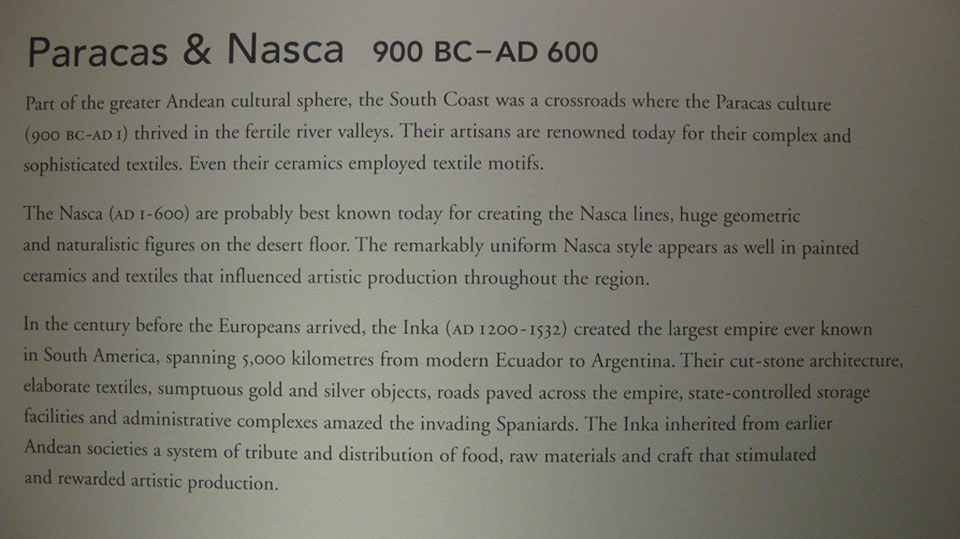 Paracas & Nasca 900 BC–AD 600
Part of the greater Andean cultural sphere, the South Coast was a crossroads where the Paracas culture
(900 BC-AD 1) thrived in the fertile river valleys. Their artisans are renowned today for their complex and
sophisticated textiles. Even their ceramics employed textile motifs.
The Nasca (AD 1-600) are probably best known today for creating the Nasca lines, huge geometric
and naturalistic figures on the desert floor. The remarkably uniform Nasca style appears as well in painted
ceramics and textiles that influenced artistic production throughout the region.
In the century before the Europeans arrived, the Inka (AD 1200-1532) created the largest empire ever known
in South America, spanning 5,000 kilometres from modern Ecuador to Argentina. Their cut-stone architecture,
elaborate textiles, sumptuous gold and silver objects, roads paved across the empire, state-controlled storage
facilities and administrative complexes amazed the invading Spaniards. The Inka inherited from earlier
Andean societies a system of tribute and distribution of food, raw materials and craft that stimulated
and rewarded artistic production.